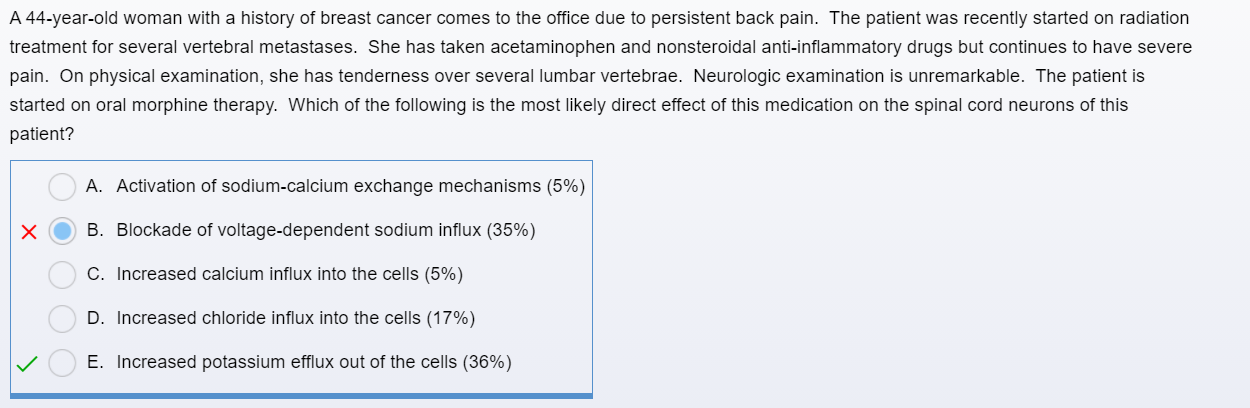 A 44-year-old woman with a history of breast cancer comes to the office due to persistent back pain.  The patient was recently started on radiation
treatment for several vertebral metastases.  She has taken acetaminophen and nonsteroidal anti-inflammatory drugs but continues to have severe
pain.  On physical examination, she has tenderness over several lumbar vertebrae.  Neurologic examination is unremarkable.  The patient is
started on oral morphine therapy.  Which of the following is the most likely direct effect of this medication on the spinal cord neurons of this
patient?
A. Activation of sodium-calcium exchange mechanisms (5%)
B. Blockade of voltage-dependent sodium influx (35%)
C. Increased calcium influx into the cells (5%)
D. Increased chloride influx into the cells (17%)
E. Increased potassium efflux out of the cells (36%)